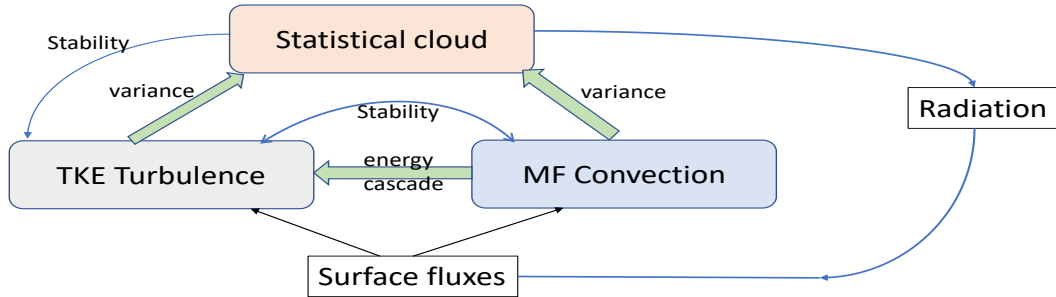 Statistical cloud
Stability
variance
variance
Radiation
Stability
TKE Turbulence
energy
cascade
MF Convection
Surface fluxes